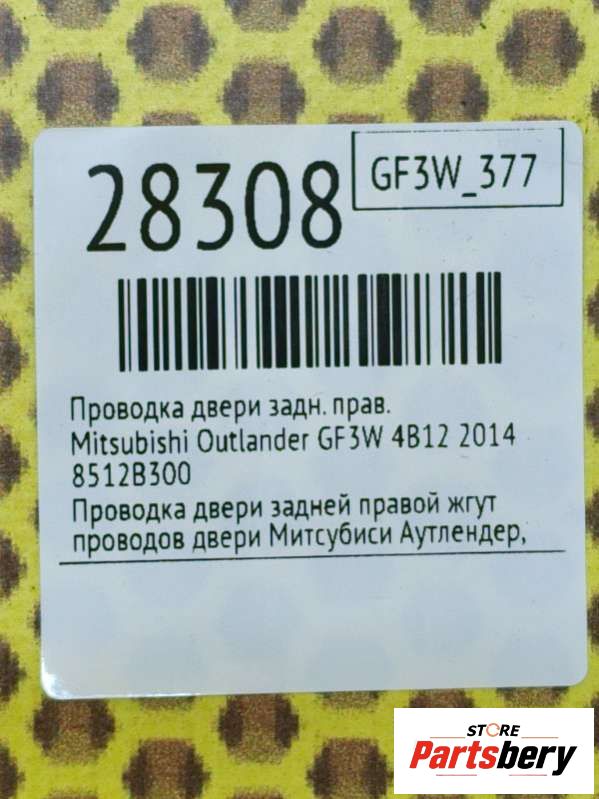 28308
GF3W_377
Проводка двери задн. прав.
Mitsubishi Outlander GF3W 4B12 2014
8512B300
Проводка двери задней правой жгут
проводов двери Митсубиси Аутлендер,
STORE
Partsbery